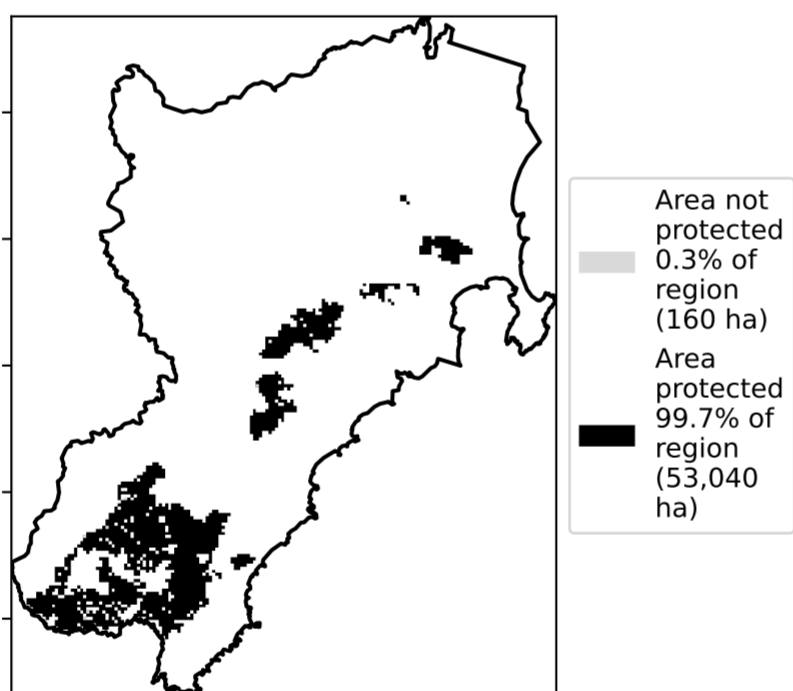 Area not
protected
0.3% of
region
(160 ha)
Area
protected
99.7% of
region
(53,040
ha)